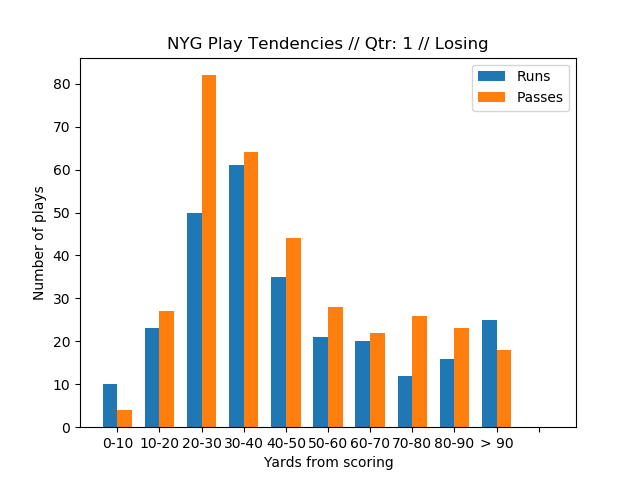 NYG Play Tendencies // Qtr: 1 // Losing
Runs
Passes
Number of plays
80
70
60
50
40
30
20
10
0
0-10 10-20 20-30 30-40 40-50 50-60 60-70 70-80 80-90 > 90
Yards from scoring